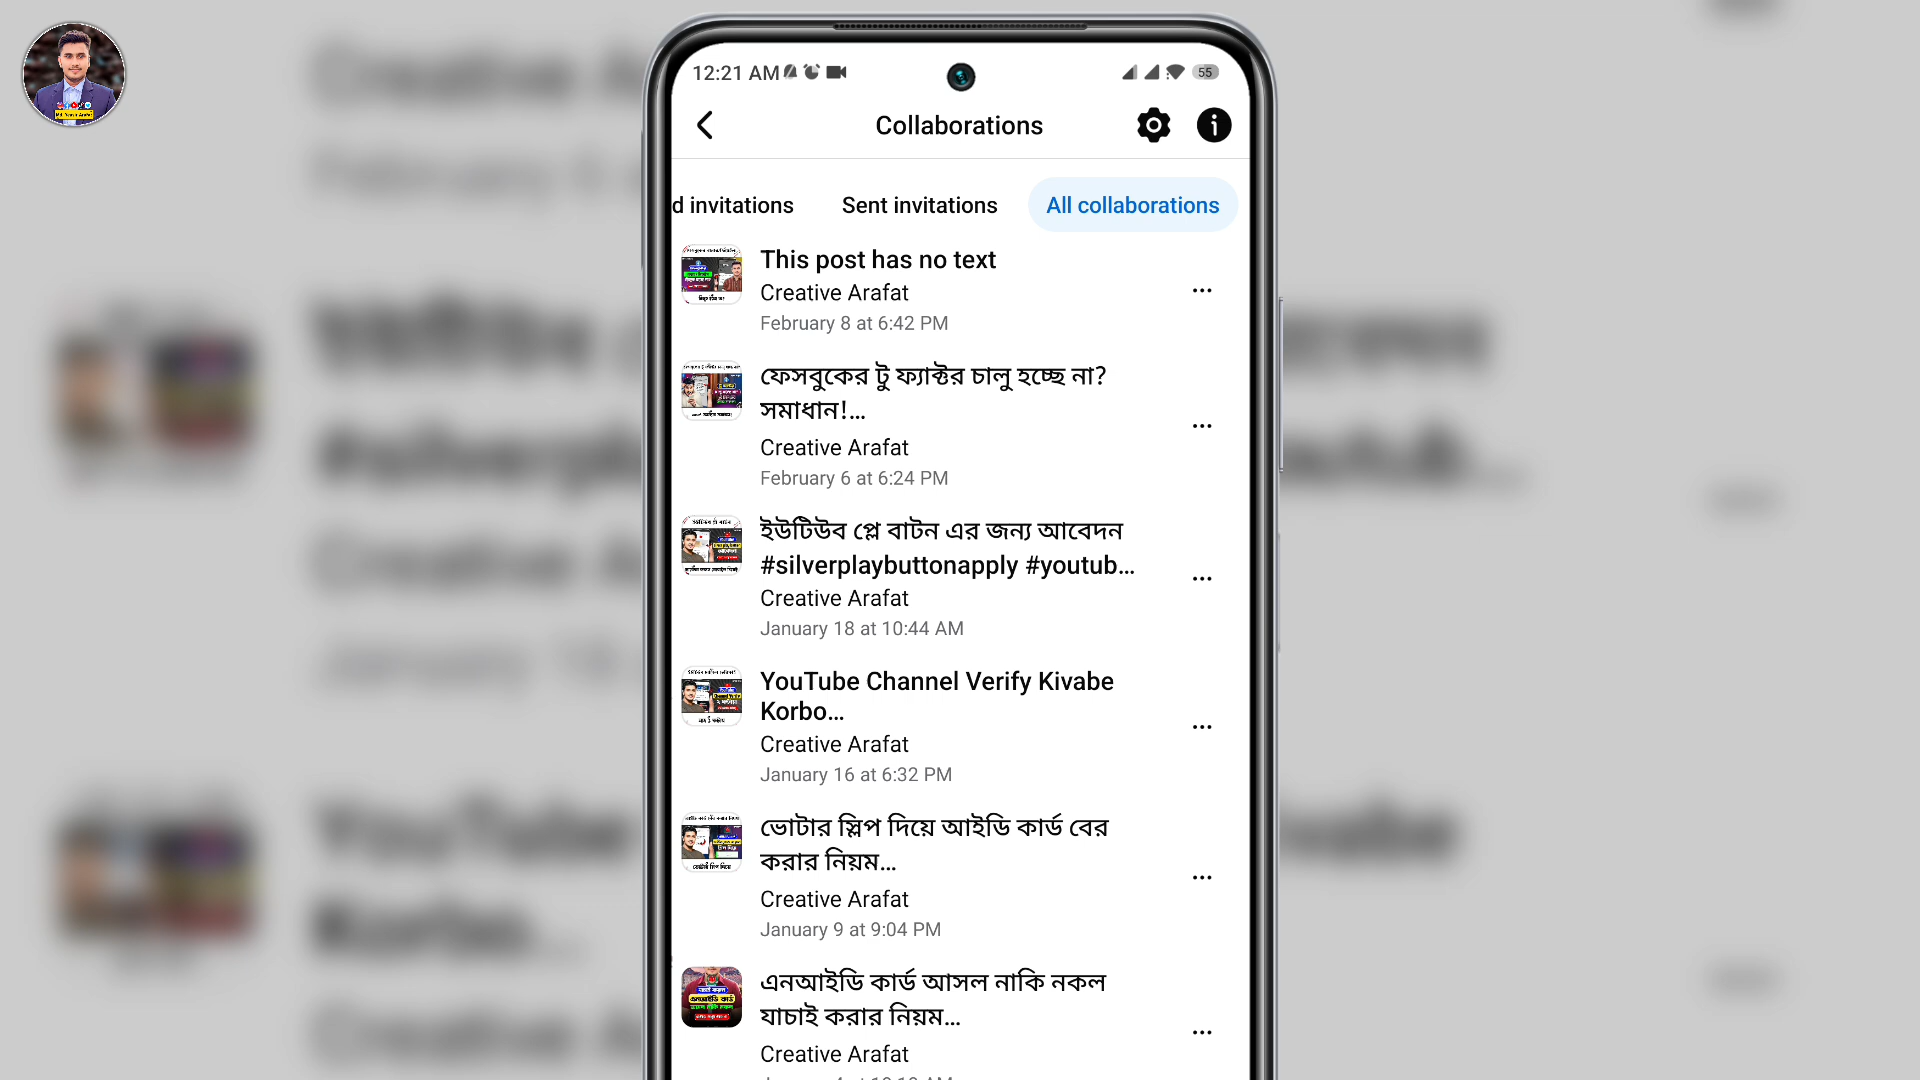 12:21 AM
55
Collaborations
d invitations
Sent invitations
All collaborations
This post has no text
Creative Arafat
February 8 at 6:42 PM
ফেসবুকের টু ফ্যাক্টর চালু হচ্ছে না?
সমাধান!...
Creative Arafat
February 6 at 6:24 PM
ইউটিউব প্লে বাটন এর জন্য আবেদন
#silverplaybuttonapply #youtub...
Creative Arafat
January 18 at 10:44 AM
YouTube Channel Verify Kivabe
Korbo...
Creative Arafat
January 16 at 6:32 PM
ভোটার স্লিপ দিয়ে আইডি কার্ড বের
করার নিয়ম...
Creative Arafat
January 9 at 9:04 PM
এনআইডি কার্ড আসল নাকি নকল
যাচাই করার নিয়ম...
Creative Arafat